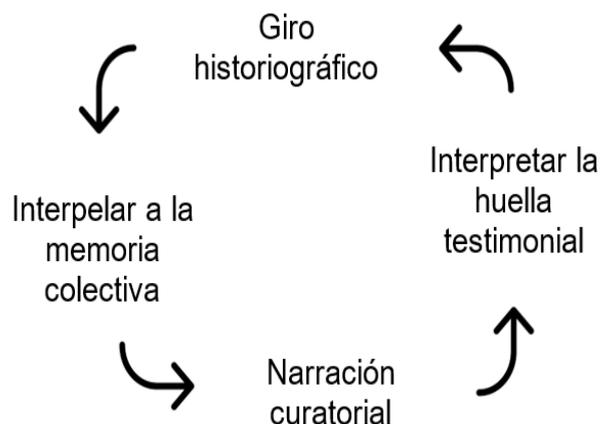 Giro
historiográfico
Interpelar a la
memoria
colectiva
Narración
curatorial
Interpretar la
huella
testimonial